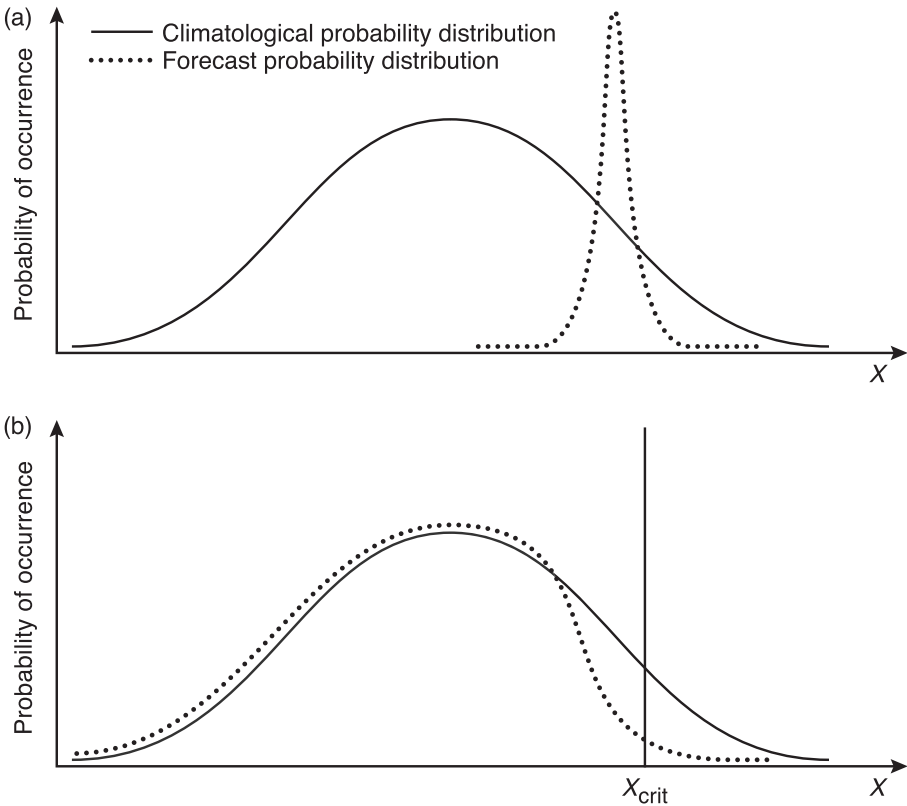 (a)
Climatological probability distribution
Forecast probability distribution
Probability of occurrence
X
(b)
Probability of occurrence
Xcrit
X